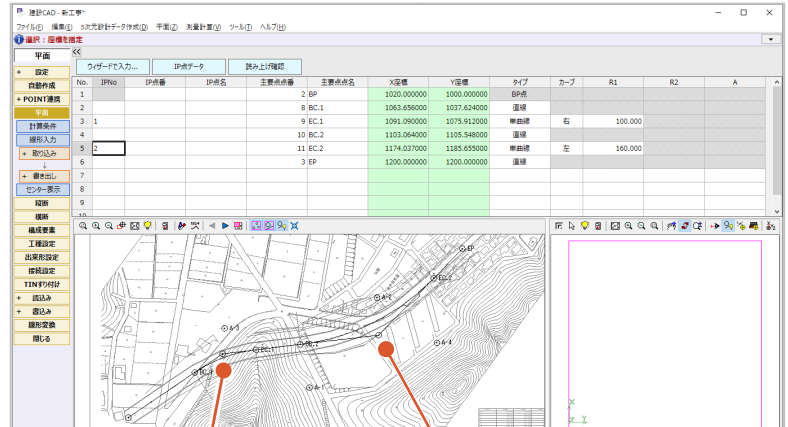 建設CAD - 新工事*
ファイル(F) 編集(E) 3次元設計データ作成(D) 平面(Z) 測量計算(V) ツール(T) ヘルプ(H)
選択：座標を指定
平面
+ 設定
自動作成
+ POINT連携
平面
計算条件
線形入力
+ 取り込み
↓
+ 書き出し
センター表示
縦断
横断
構成要素
工種設定
出来形設定
接続設定
TINすり付け
+ 読込み
+ 書込み
線形変換
閉じる
<<
ウィザードで入力... IP点データ 読み上げ確認
No. IPNo IP点番 IP点名 主要点点番 主要点点名 X座標 Y座標 タイプ カーブ R1 R2 A
1 2 BP 1020.000000 1000.000000 BP点
2 8 BC.1 1063.656000 1037.624000 直線
3 1 9 EC.1 1091.090000 1075.912000 単曲線 右 100.000
4 10 BC.2 1103.064000 1105.548000 直線
5 2 11 EC.2 1174.037000 1185.655000 単曲線 左 160.000
6 3 EP 1200.000000 1200.000000 直線
7
8
9
10
EP
EC.2
A-2
A-3
A-4
EC.1
BC.2
BC.1
A-1
X
Y